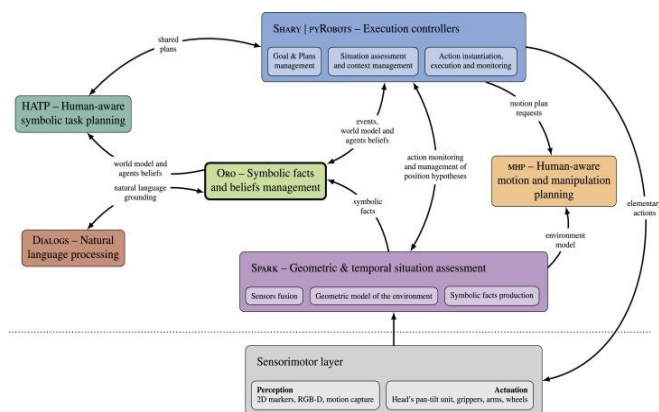 SHARY | PYROBOTS – Execution controllers
Goal & Plans
management
Situation assessment
and context management
Action instantiation,
execution and monitoring
shared
plans
HATP – Human-aware
symbolic task planning
motion plan
requests
events,
world model and
agents beliefs
action monitoring
and management of
position hypotheses
MHP – Human-aware
motion and manipulation
planning
world model and
agents beliefs
ORO – Symbolic facts
and beliefs management
natural language
grounding
symbolic
facts
elementary
actions
DIALOGS – Natural
language processing
environment
model
SPARK – Geometric & temporal situation assessment
Sensors fusion
Geometric model of the environment
Symbolic facts production
Sensorimotor layer
Perception
2D markers, RGB-D, motion capture
Actuation
Head's pan-tilt unit, grippers, arms, wheels